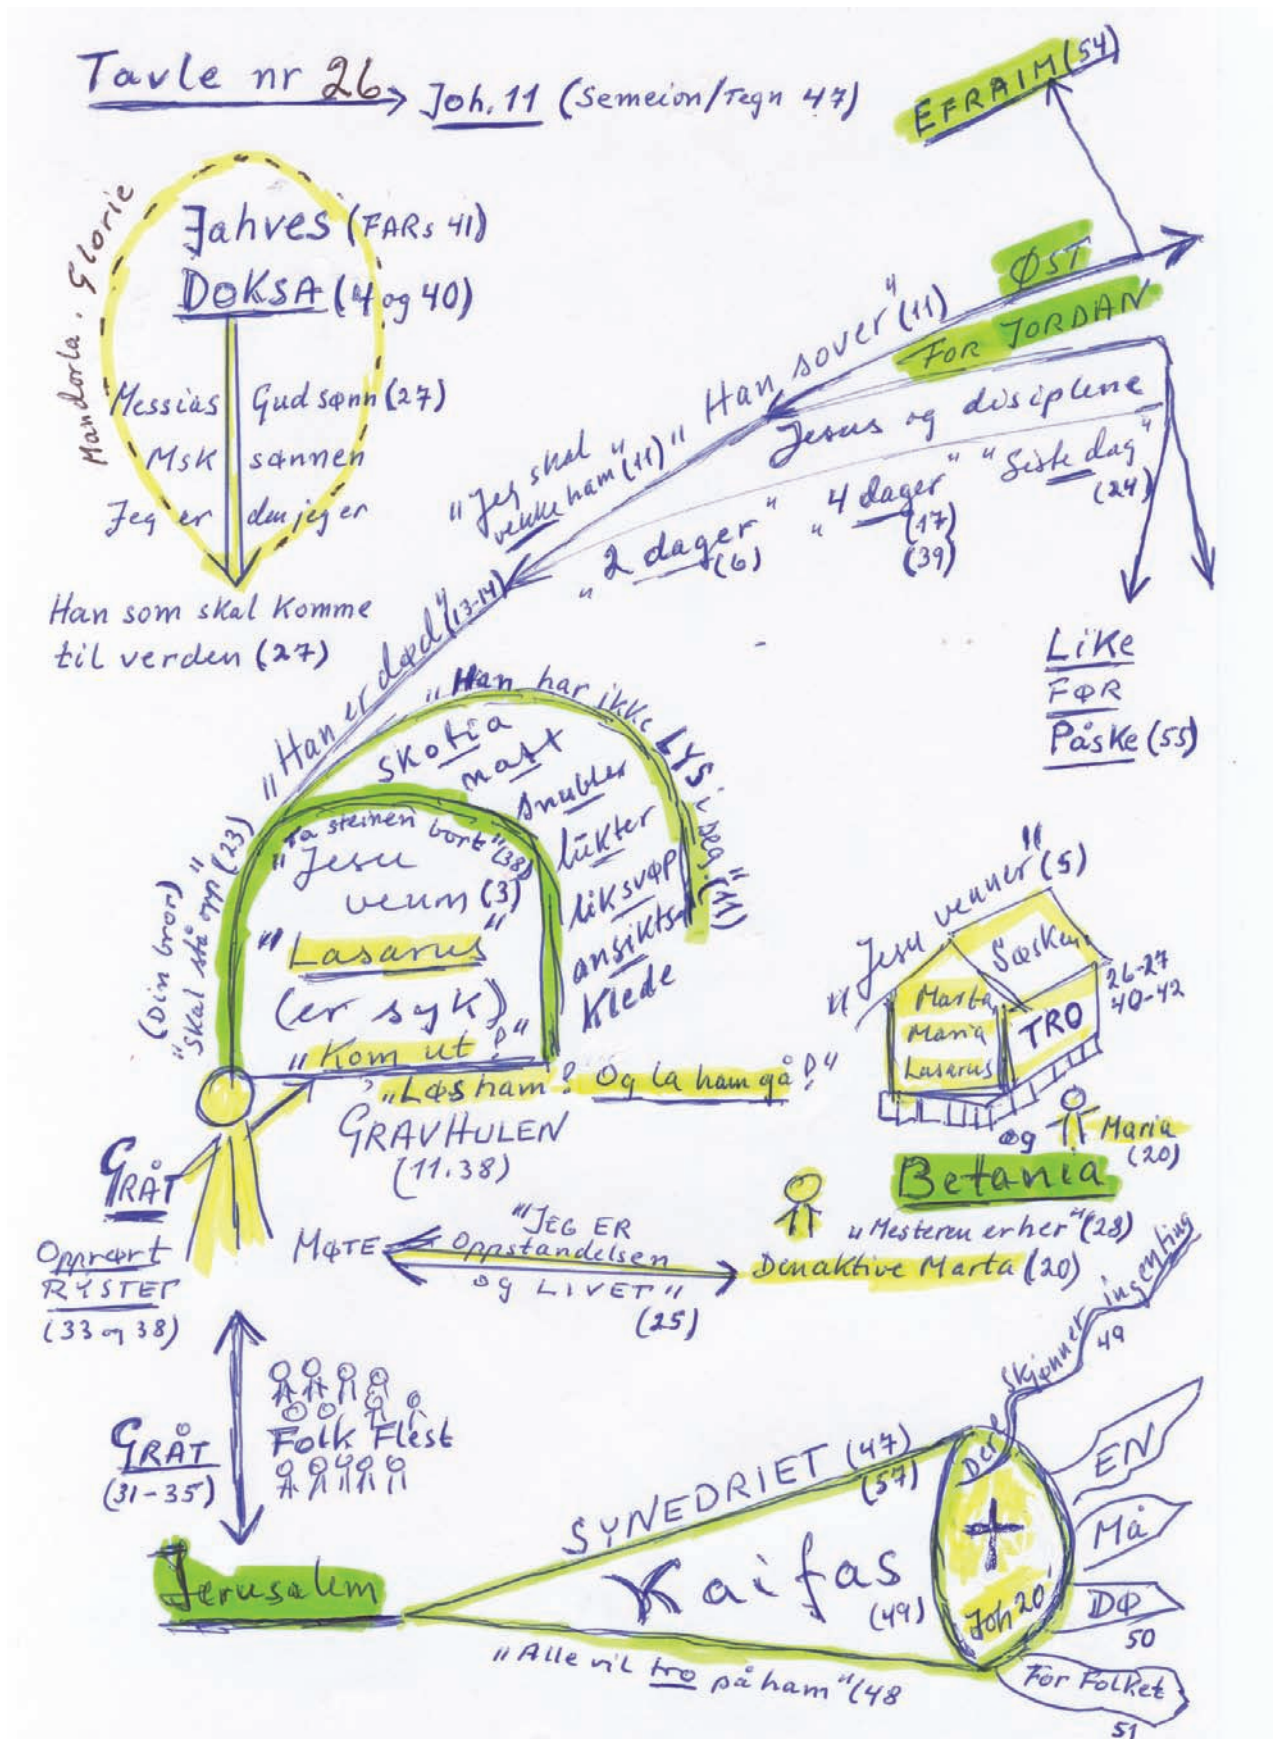 Tavle nr 26
Joh. 11 (Semeion/Tegn 47)
EFRAIM (54)
Mandorla, Glorie
Jahves (FARs 41)
DOKSA (4 og 40)
Messias Gud sønn (27)
Msk sønnen
Jeg er den jeg er
Han som skal komme
til verden (27)
ØST
FOR JORDAN
"Han sover" (11)
Jesus og disiplene
"Jeg skal
vekke ham" (11)
"2 dager"
(6)
"4 dager"
(17)
(39)
"Siste dag"
(24)
LIKE
FØR
Påske (55)
"Han er død" (13-14)
"Han har ikke LYS i seg" (11)
skotia
natt
snubler
lukter
liksvøp
ansikts
klede
"Ta steinen bort" (38)
"Jesu
venn (3)
"Lasarus"
(er syk)
"Kom ut!"
"Løs ham! Og la ham gå!"
(Din bror)
"skal stå opp" (23)
GRAVHULEN
(11.38)
"Jesu venner" (5)
Søsken
Marta
Maria
Lasarus
TRO
26-27
40-42
og
Maria
(20)
Betania
"Mesteren er her" (28)
Den aktive Marta (20)
GRÅT
Opprørt
RYSTET
(33 og 38)
MØTE
"JEG ER
Oppstandelsen
og LIVET"
(25)
GRÅT
(31-35)
Folk Flest
Jerusalem
SYNEDRIET (47)
(57)
Kaifas
(49)
"Alle vil tro på ham" (48
Dere
skjønner ingenting
49
Joh 20
EN
Må
DØ
50
For Folket
51